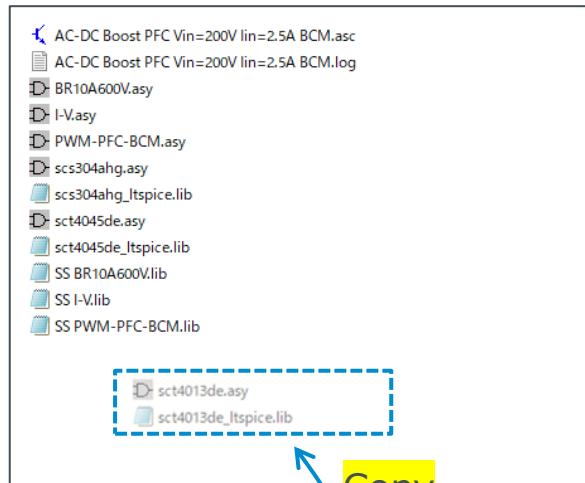 AC-DC Boost PFC Vin=200V Iin=2.5A BCM.asc
AC-DC Boost PFC Vin=200V Iin=2.5A BCM.log
BR10A600V.asy
I-V.asy
PWM-PFC-BCM.asy
scs304ahg.asy
scs304ahg_ltspice.lib
sct4045de.asy
sct4045de_ltspice.lib
SS BR10A600V.lib
SS I-V.lib
SS PWM-PFC-BCM.lib
sct4013de.asy
sct4013de_ltspice.lib
Copy